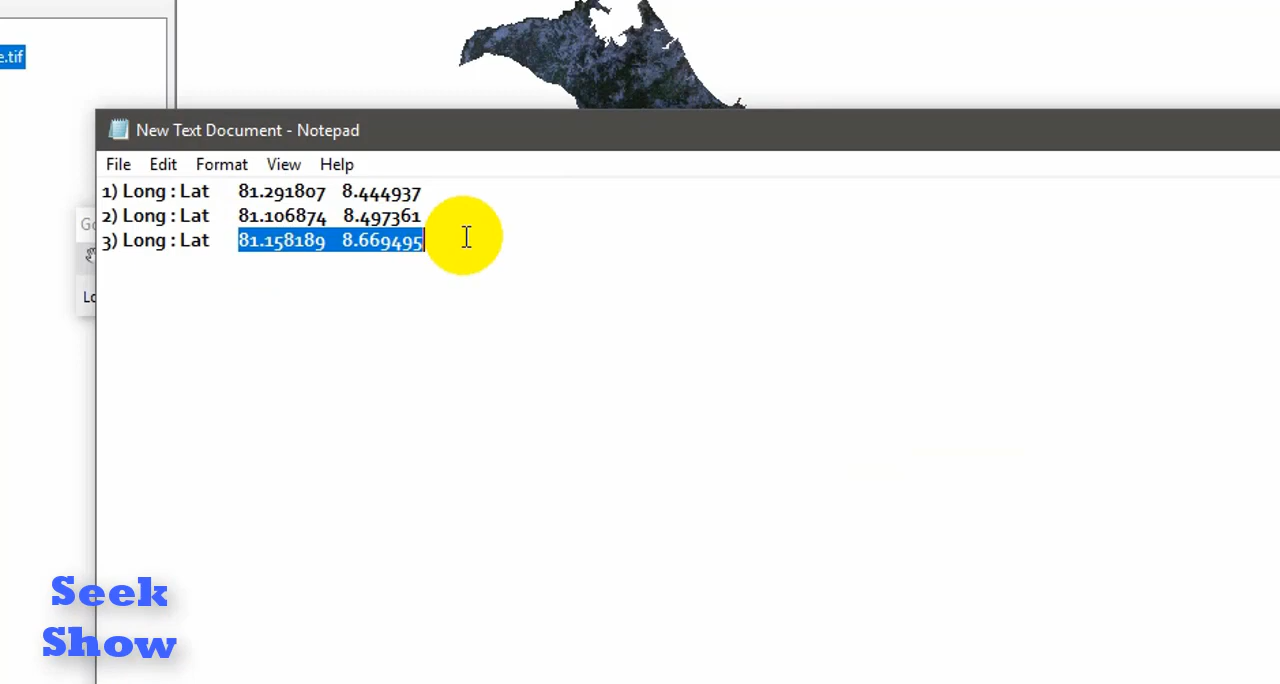 e.tif
New Text Document - Notepad
File Edit Format View Help
1) Long : Lat 81.291807 8.444937
2) Long : Lat 81.106874 8.497361
3) Long : Lat 81.158189 8.669495
Seek
Show